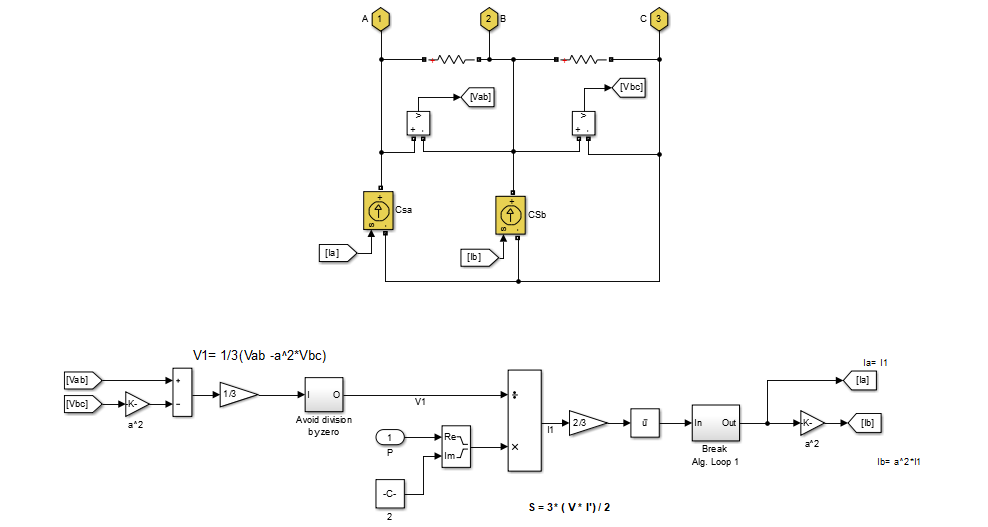 A 1
2 B
C 3
[Vab]
[Vbc]
v
+ -
v
+ -
+
Csa
s -
+
CSb
s -
[Ia]
[Ib]
V1= 1/3(Vab -a^2*Vbc)
Ia= I1
[Vab]
+
1/3
I O
V1
÷
[Ia]
[Vbc]
-K-
−
a^2
Avoid division
by zero
1
P
Re
Im
×
I1
2/3
ū
In Out
-K-
[Ib]
a^2
Break
Alg. Loop 1
Ib= a^2*I1
-C-
2
S = 3* ( V * I') / 2